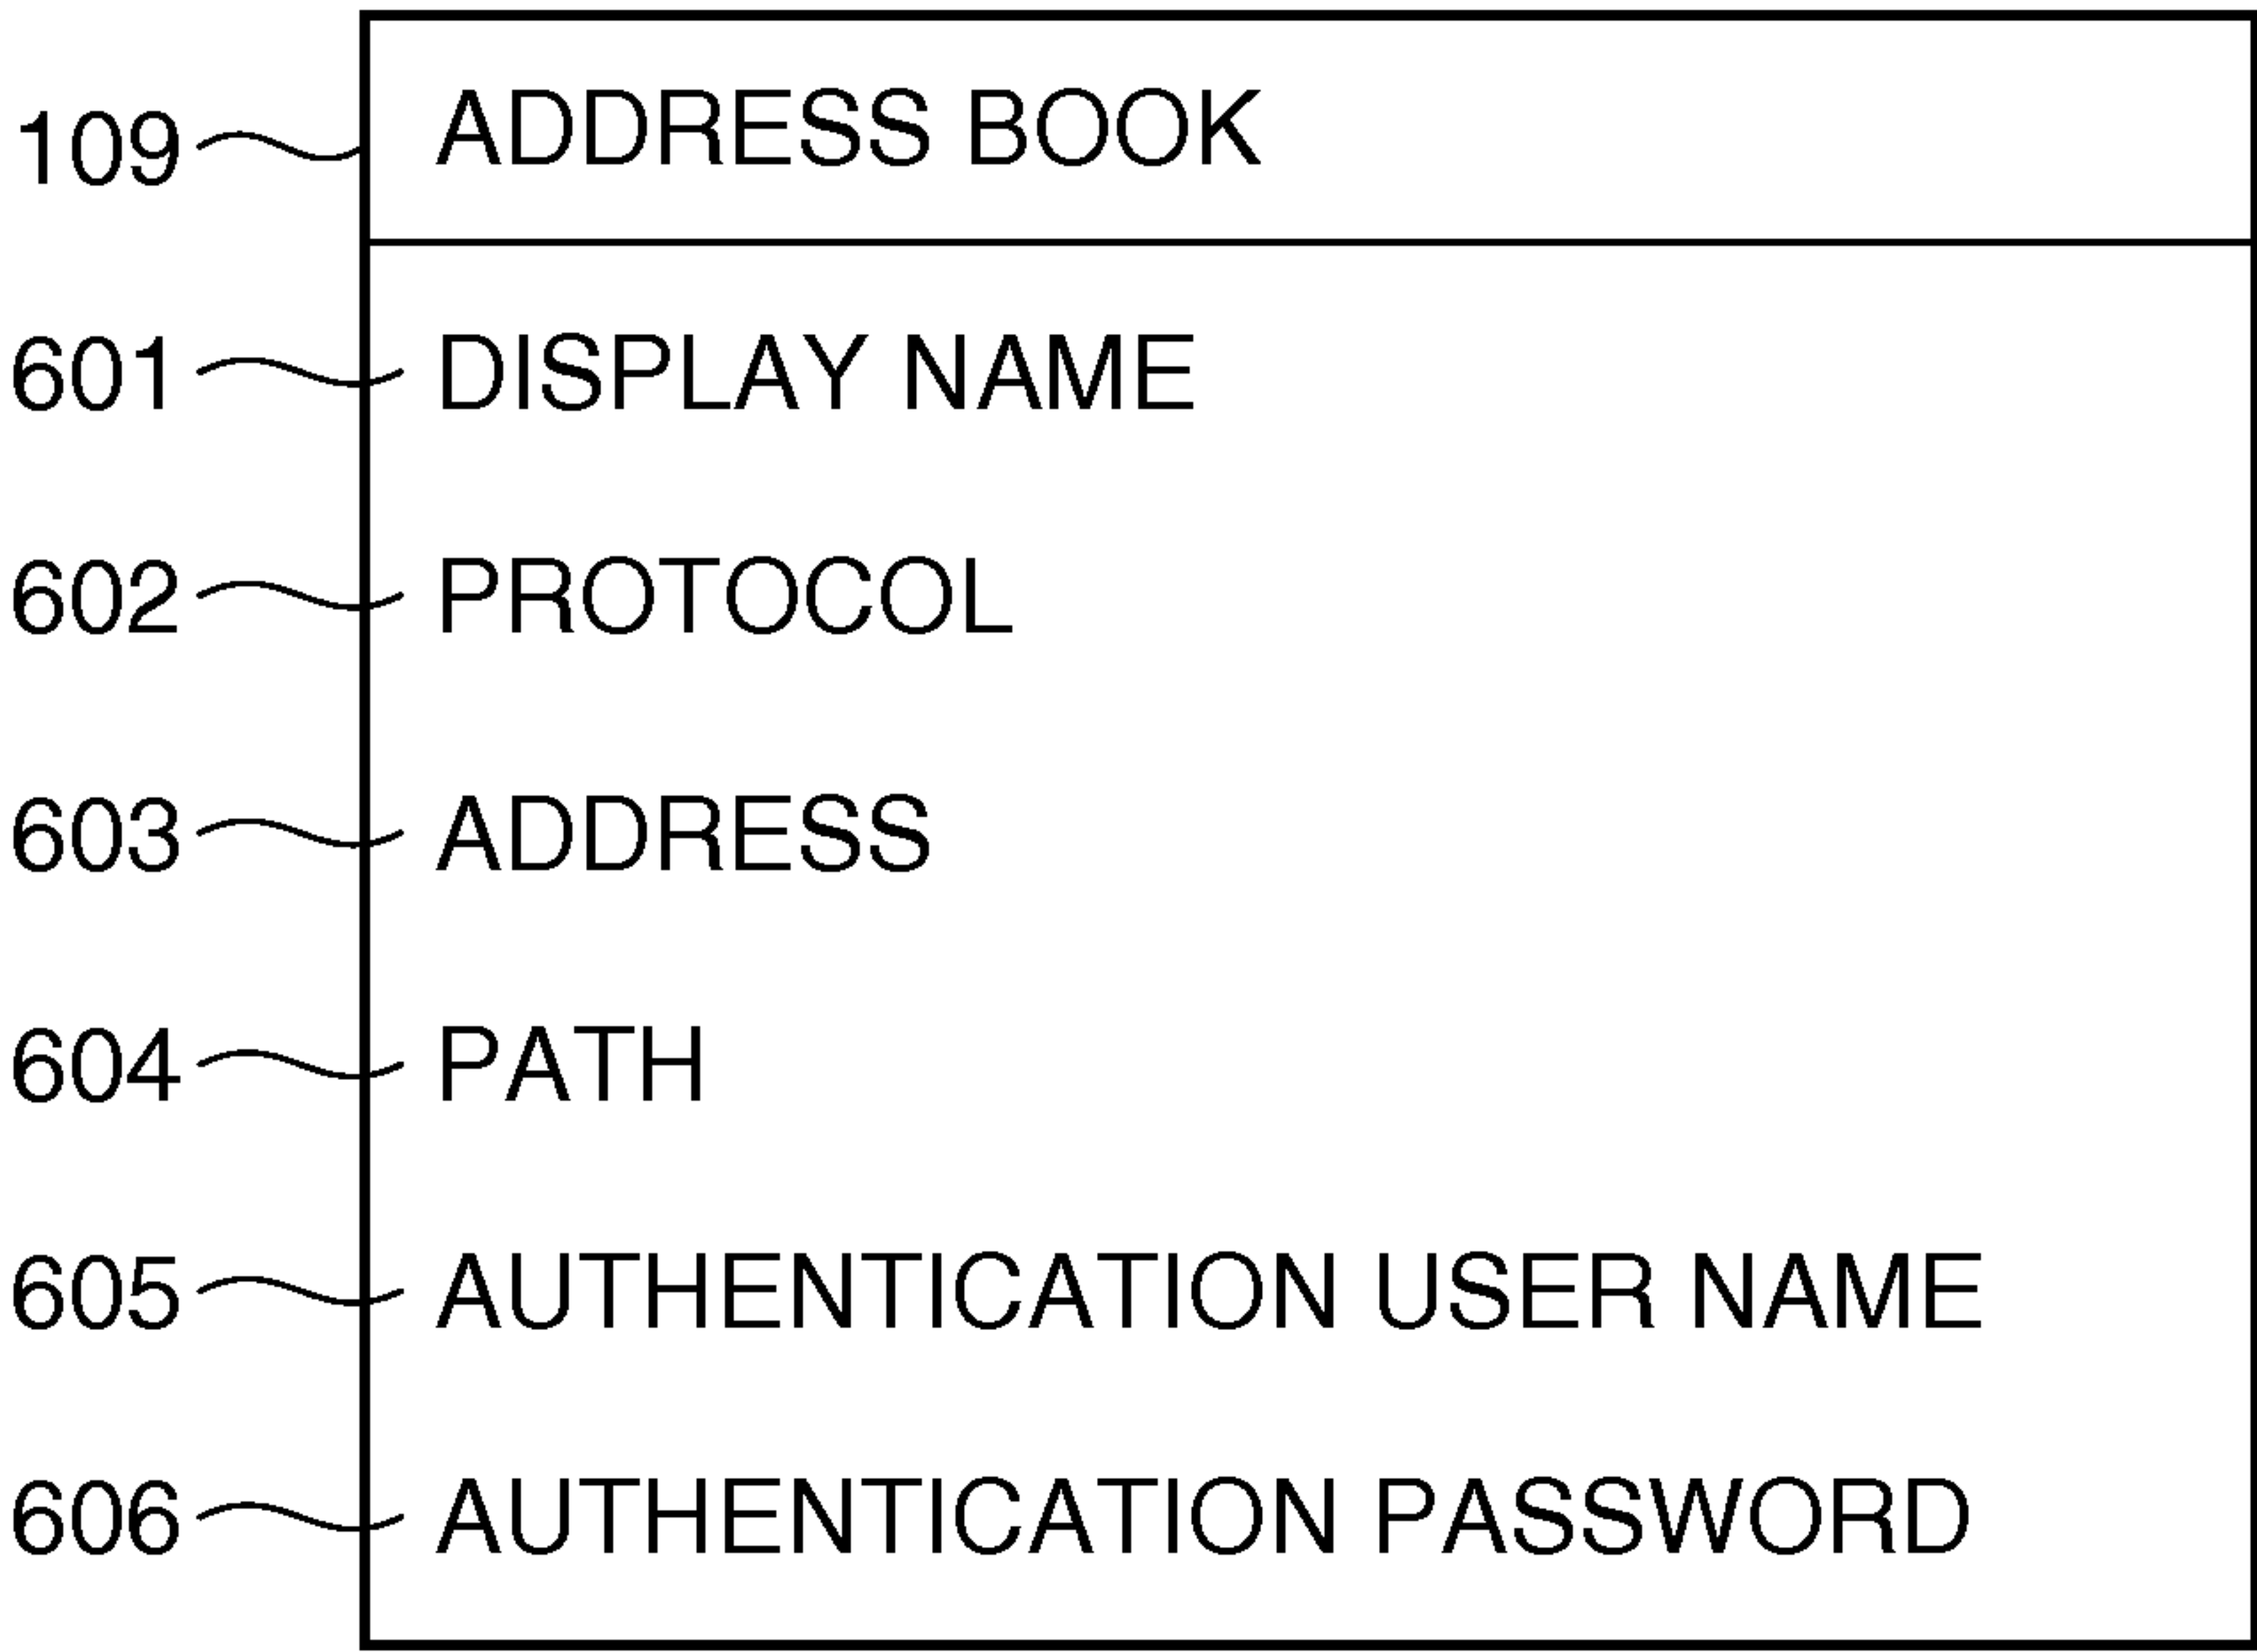 109 ADDRESS BOOK
601 DISPLAY NAME
602 PROTOCOL
603 ADDRESS
604 PATH
605 AUTHENTICATION USER NAME
606 AUTHENTICATION PASSWORD